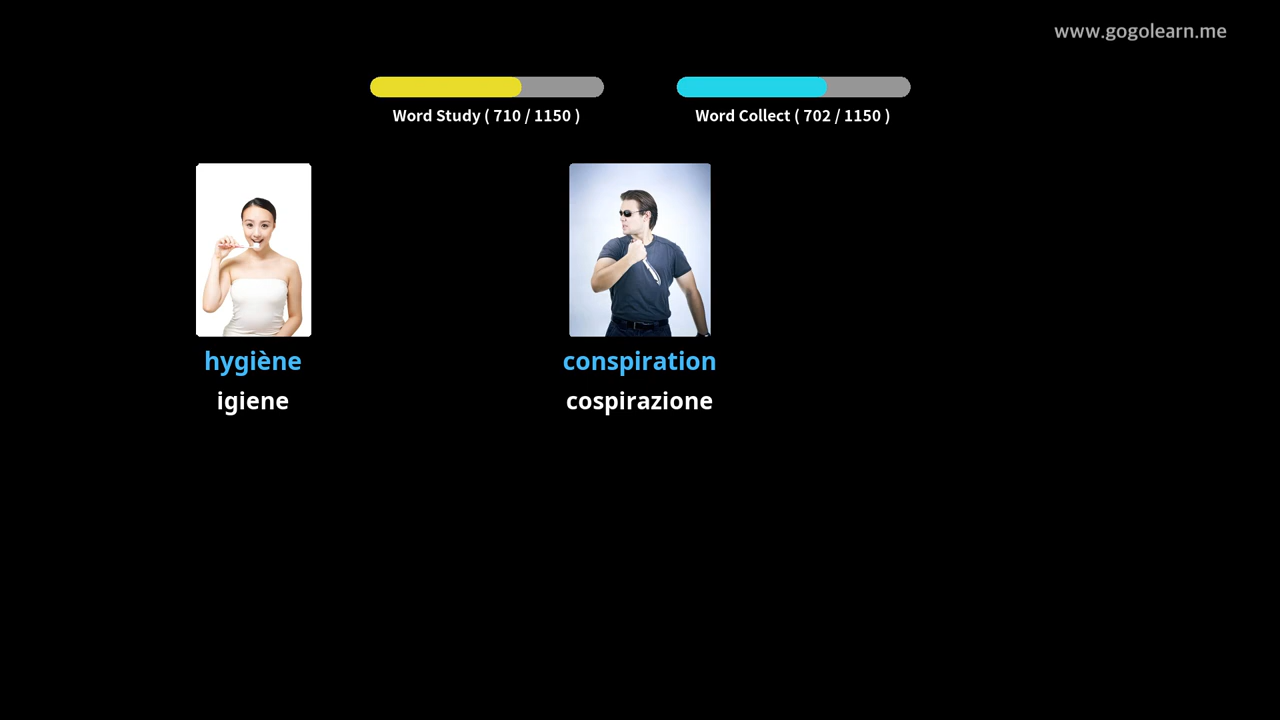 www.gogolearn.me
Word Study ( 710 / 1150 )
Word Collect ( 702 / 1150 )
hygiène
igiene
conspiration
cospirazione